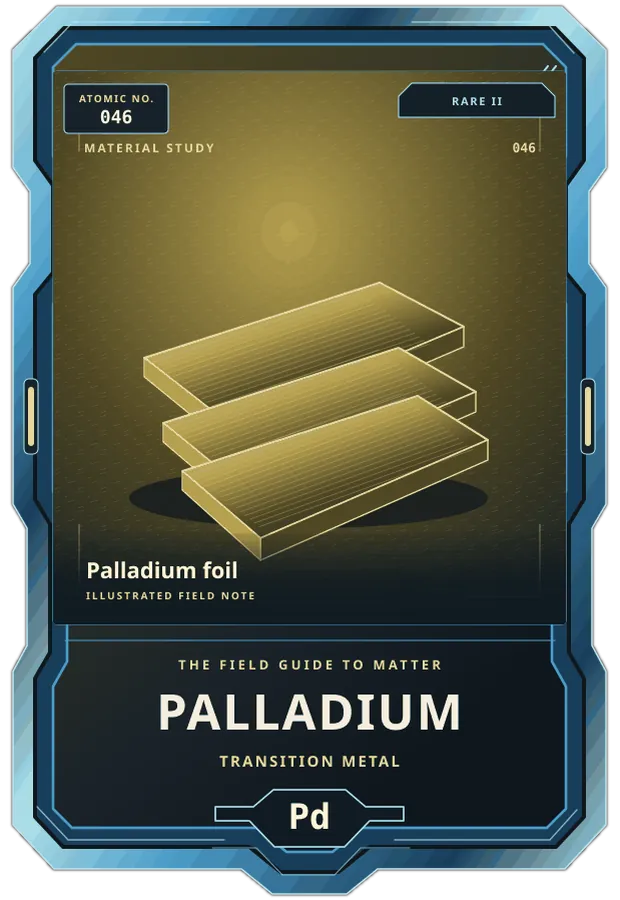 ATOMIC NO.
046
RARE II
MATERIAL STUDY
046
Palladium foil
ILLUSTRATED FIELD NOTE
THE FIELD GUIDE TO MATTER
PALLADIUM
TRANSITION METAL
Pd